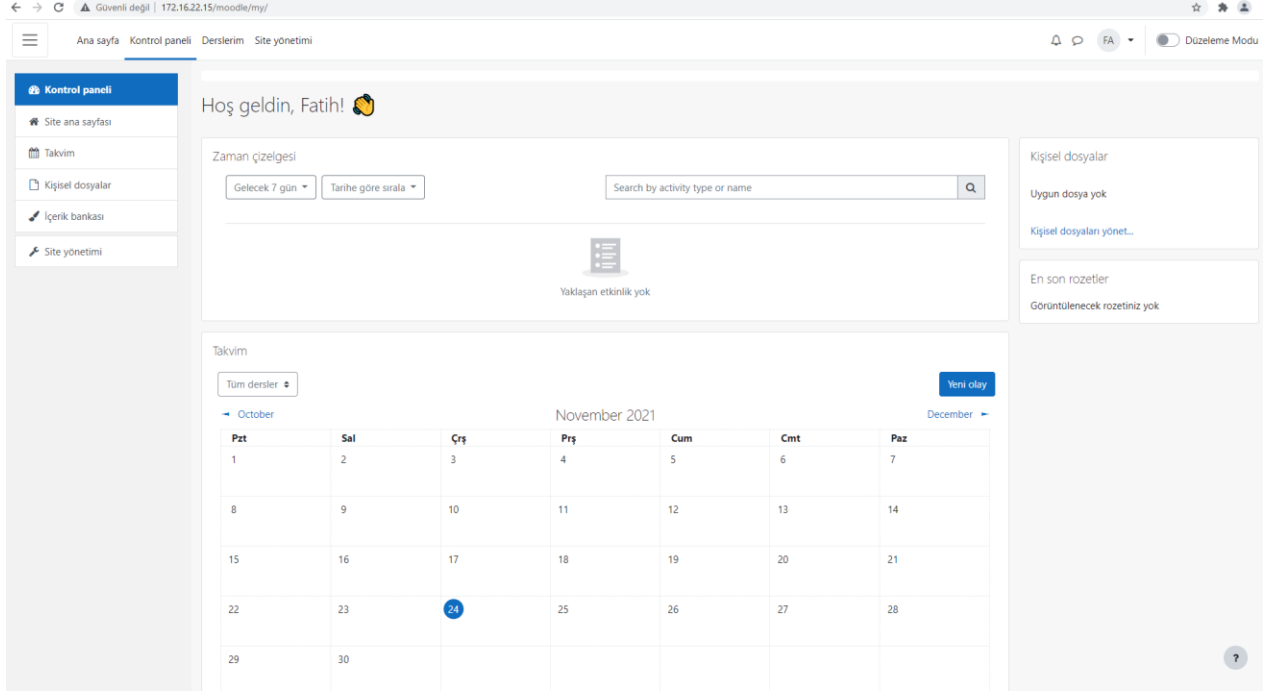 Güvenli değil | 172.16.22.15/moodle/my/
Ana sayfa Kontrol paneli Derslerim Site yönetimi FA Düzeleme Modu
Kontrol paneli
Site ana sayfası
Takvim
Kişisel dosyalar
İçerik bankası
Site yönetimi
Hoş geldin, Fatih!
Zaman çizelgesi
Gelecek 7 gün Tarihe göre sırala Search by activity type or name
Yaklaşan etkinlik yok
Kişisel dosyalar
Uygun dosya yok
Kişisel dosyaları yönet...
En son rozetler
Görüntülenecek rozetiniz yok
Takvim
Tüm dersler Yeni olay
◄ October November 2021 December ►
Pzt Sal Çrş Prş Cum Cmt Paz
1 2 3 4 5 6 7
8 9 10 11 12 13 14
15 16 17 18 19 20 21
22 23 24 25 26 27 28
29 30
?